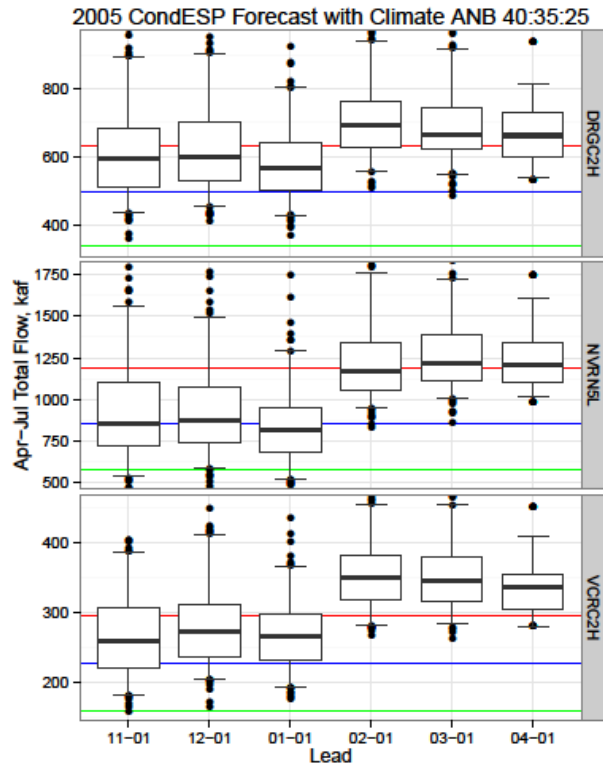 2005 CondESP Forecast with Climate ANB 40:35:25
800
600
400
DRGC2H
1750
1500
1250
1000
750
500
NVRN5L
400
300
200
VCRC2H
Apr-Jul Total Flow, kaf
11-01 12-01 01-01 02-01 03-01 04-01
Lead